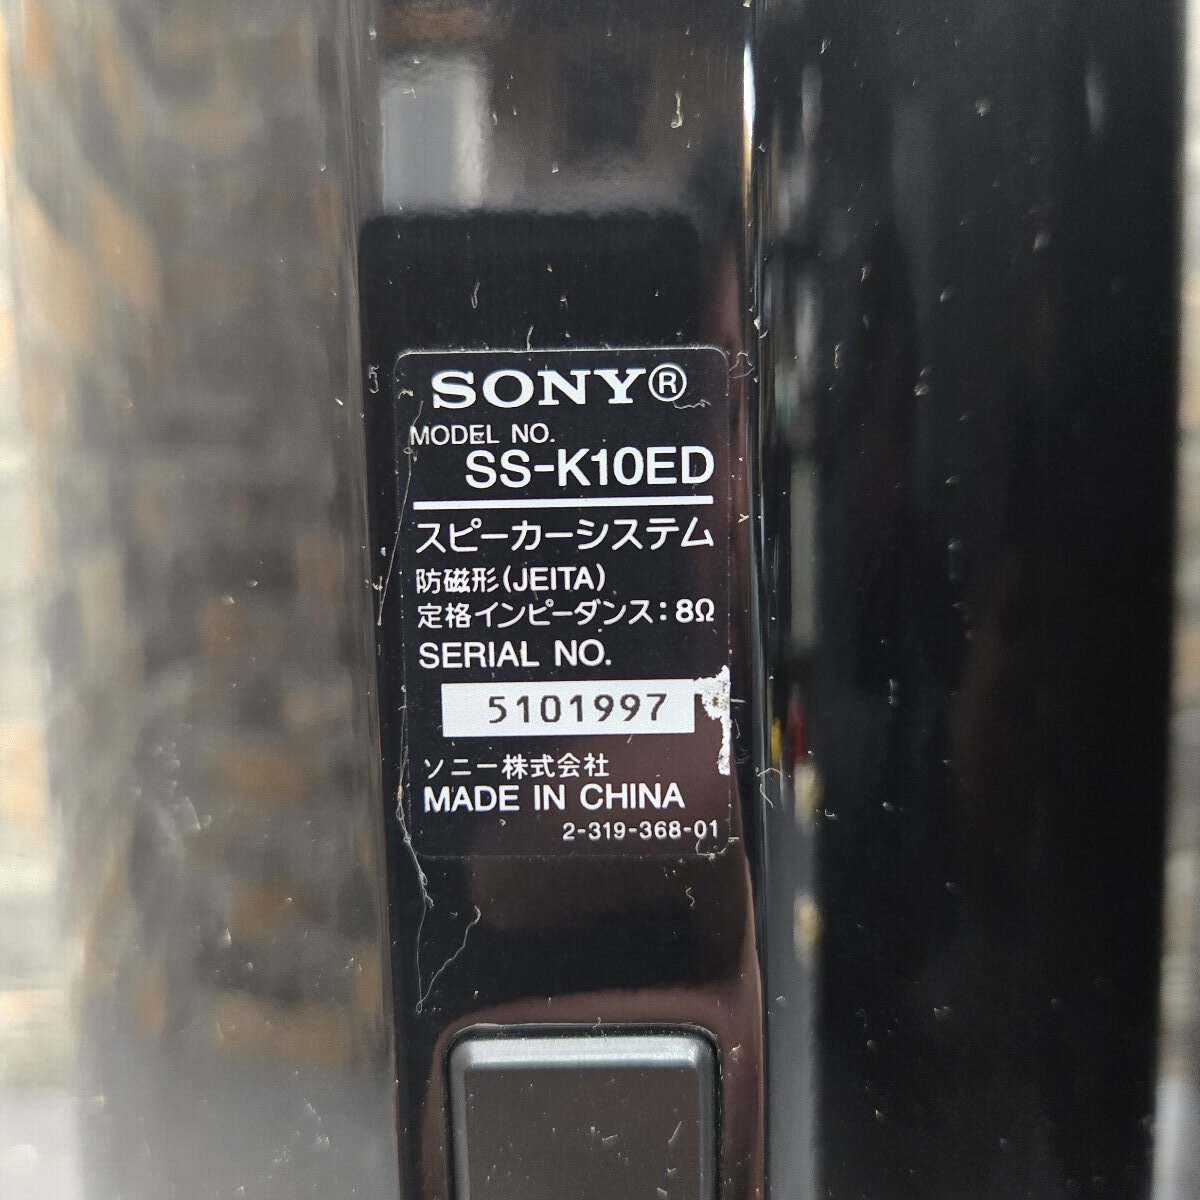 SONY®
MODEL NO.
SS-K10ED
スピーカーシステム
防磁形(JEITA)
定格インピーダンス:8Ω
SERIAL NO.
5101997
ソニー株式会社
MADE IN CHINA
2-319-368-01